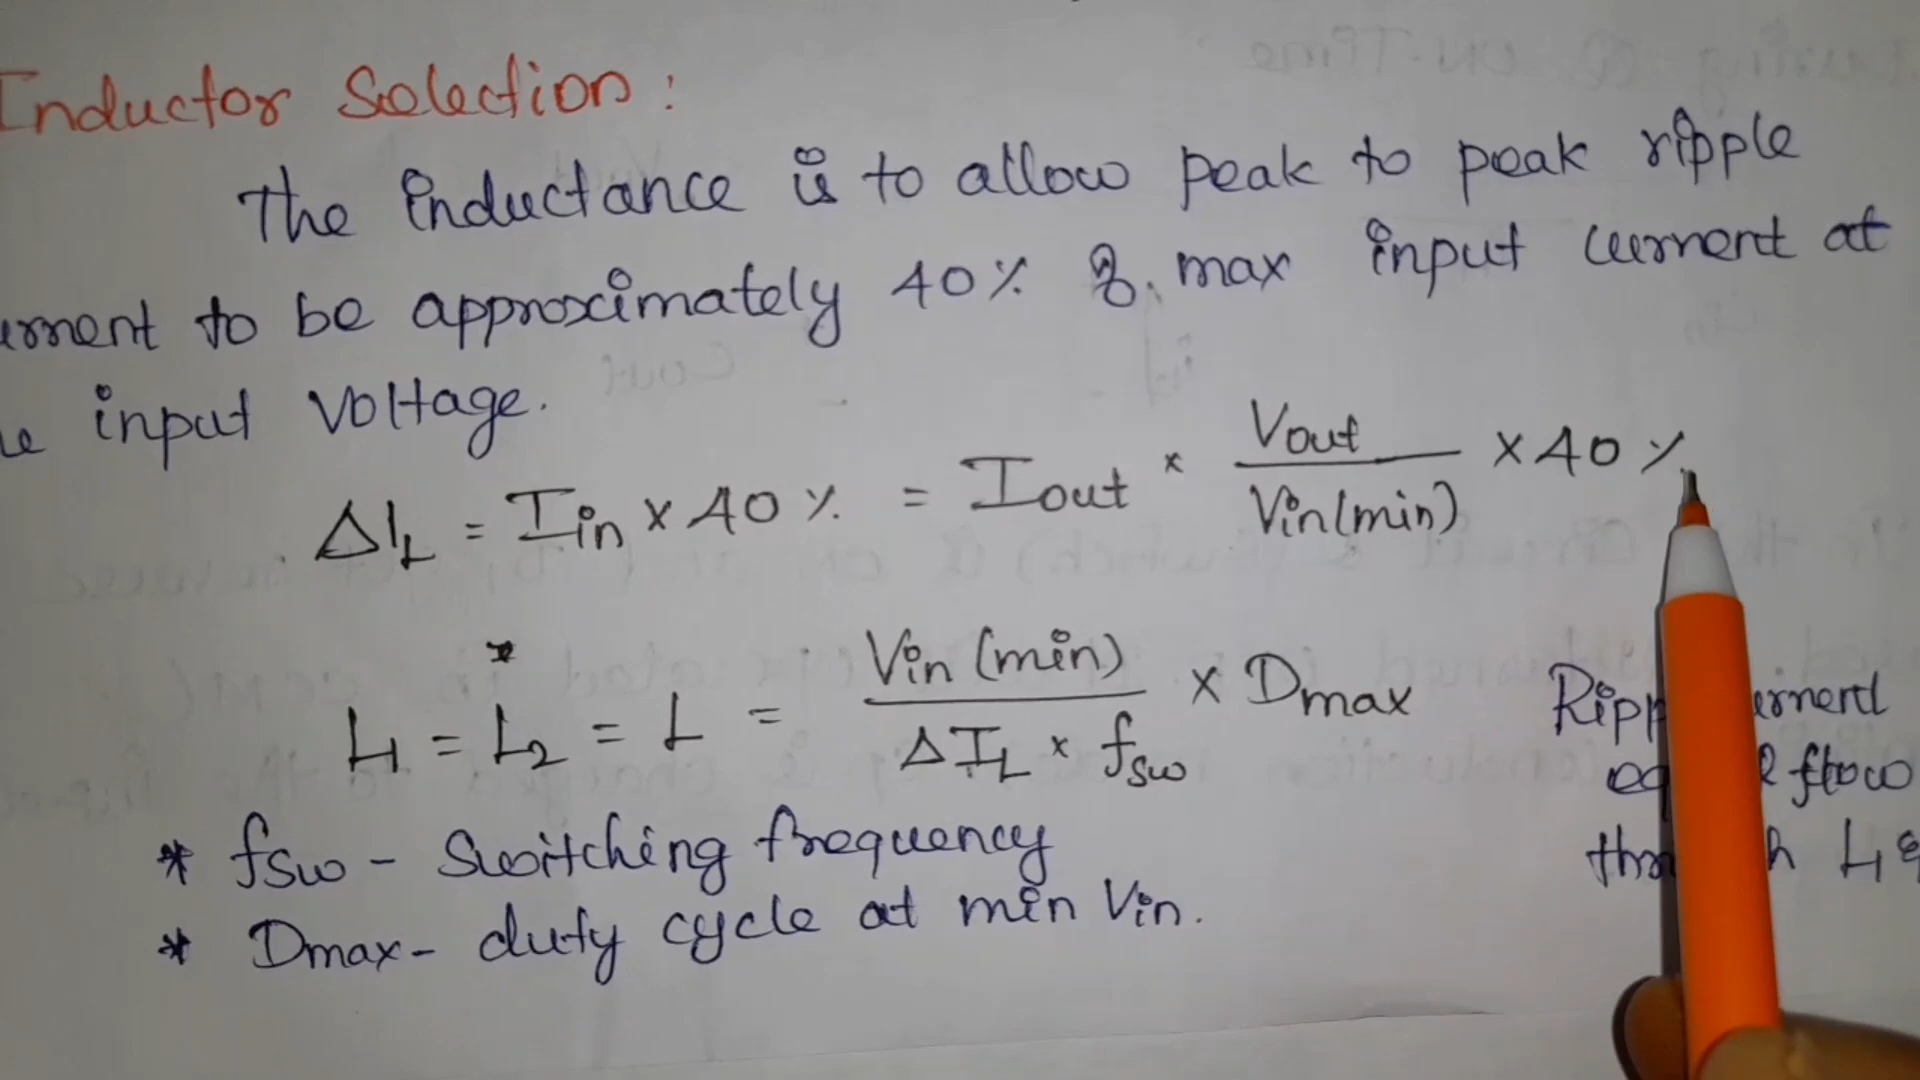 Inductor Selection:
The inductance is to allow peak to peak ripple
to be approximately 40% of max input current at
input voltage.
ΔIL = Iin × 40% = Iout × Vout / Vin(min) × 40%
L1 = L2 = L = Vin (min) / ΔIL × fsw × Dmax
* fsw - Switching frequency
* Dmax - duty cycle at min Vin.
flow